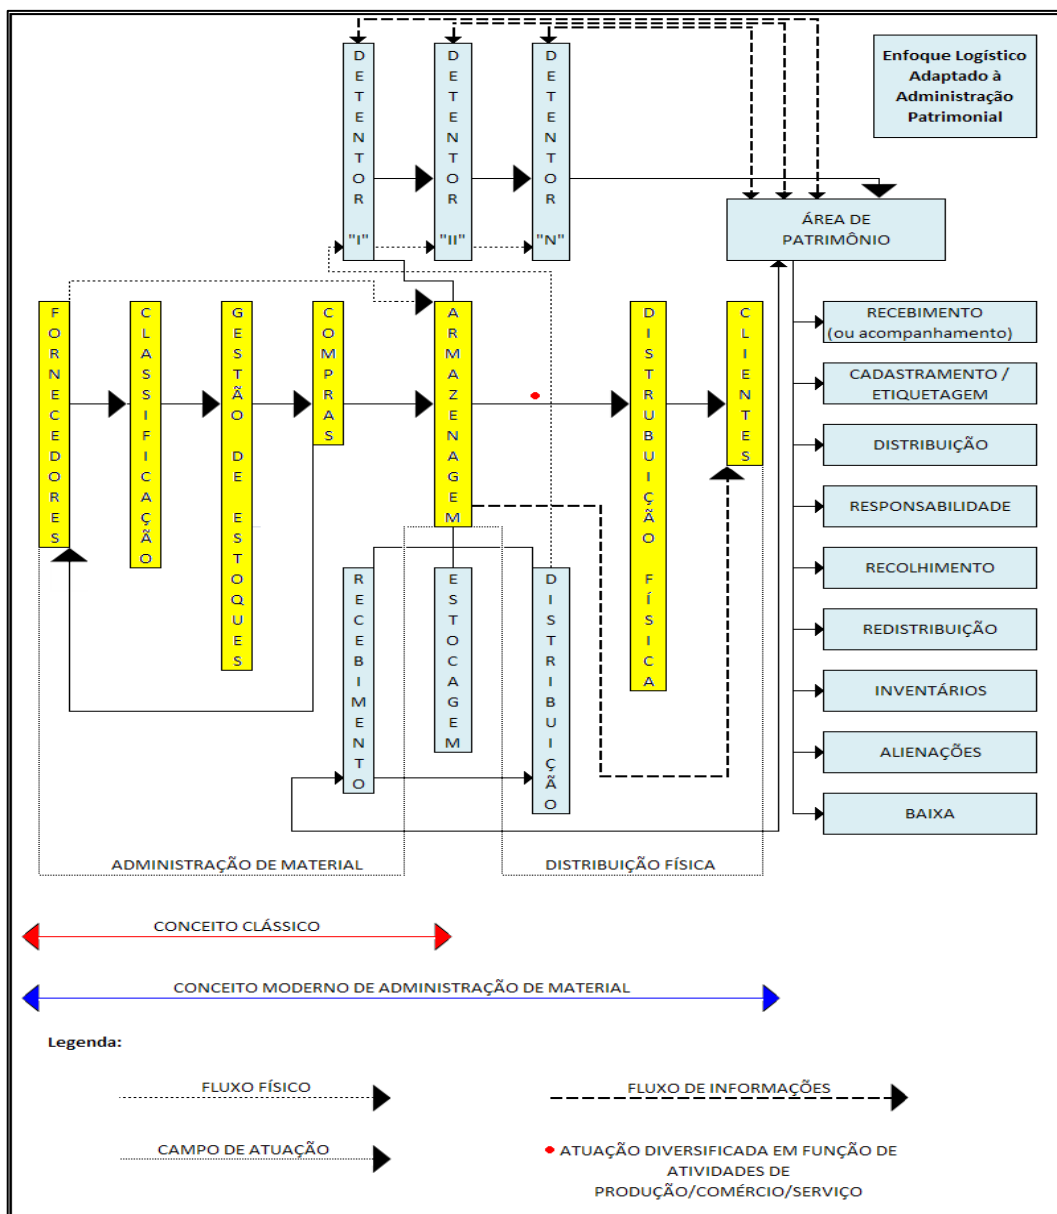 Enfoque Logístico
Adaptado à
Administração
Patrimonial
DETENTOR "I"
DETENTOR "II"
DETENTOR "N"
ÁREA DE
PATRIMÔNIO
FORNECEDORES
CLASSIFICAÇÃO
GESTÃO DE ESTOQUES
COMPRAS
ARMAZENAGEM
DISTRUBUIÇÃO FÍSICA
CLIENTES
RECEBIMENTO
(ou acompanhamento)
CADASTRAMENTO /
ETIQUETAGEM
DISTRIBUIÇÃO
RESPONSABILIDADE
RECOLHIMENTO
REDISTRIBUIÇÃO
INVENTÁRIOS
ALIENAÇÕES
BAIXA
RECEBIMENTO
ESTOCAGEM
DISTRIBUIÇÃO
ADMINISTRAÇÃO DE MATERIAL
DISTRIBUIÇÃO FÍSICA
CONCEITO CLÁSSICO
CONCEITO MODERNO DE ADMINISTRAÇÃO DE MATERIAL
Legenda:
FLUXO FÍSICO
FLUXO DE INFORMAÇÕES
CAMPO DE ATUAÇÃO
ATUAÇÃO DIVERSIFICADA EM FUNÇÃO DE
ATIVIDADES DE
PRODUÇÃO/COMÉRCIO/SERVIÇO